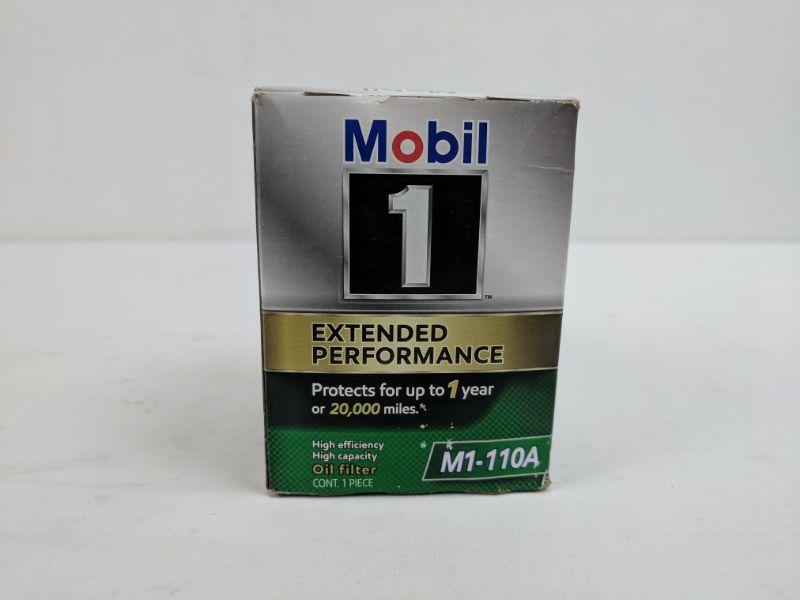 Mobil
1
™
EXTENDED
PERFORMANCE
Protects for up to 1 year
or 20,000 miles.*
High efficiency
High capacity
Oil filter
CONT. 1 PIECE
M1-110A